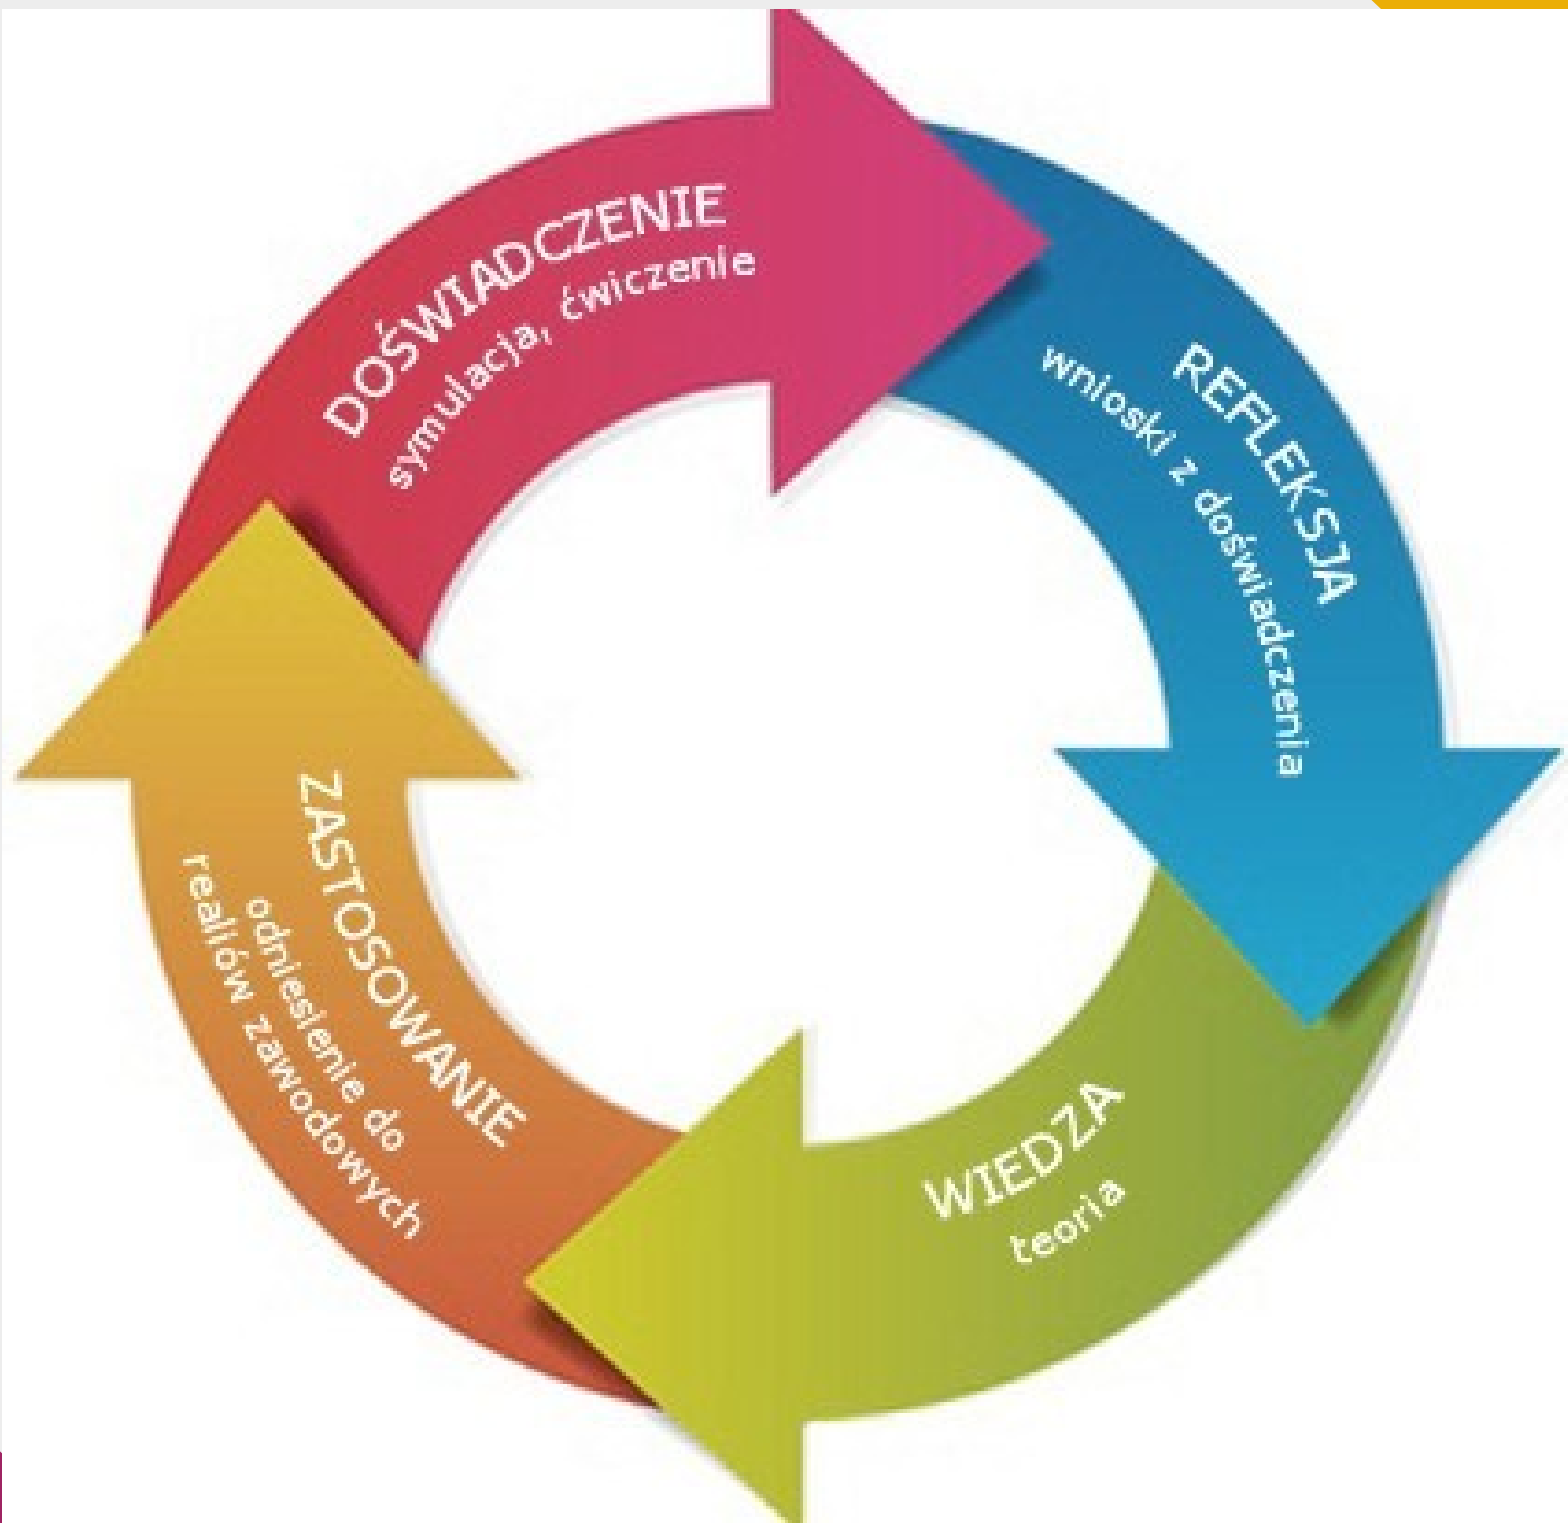 DOŚWIADCZENIE
symulacja, ćwiczenie
REFLEKSJA
wnioski z doświadczenia
WIEDZA
teoria
ZASTOSOWANIE
odniesienie do
realiów zawodowych